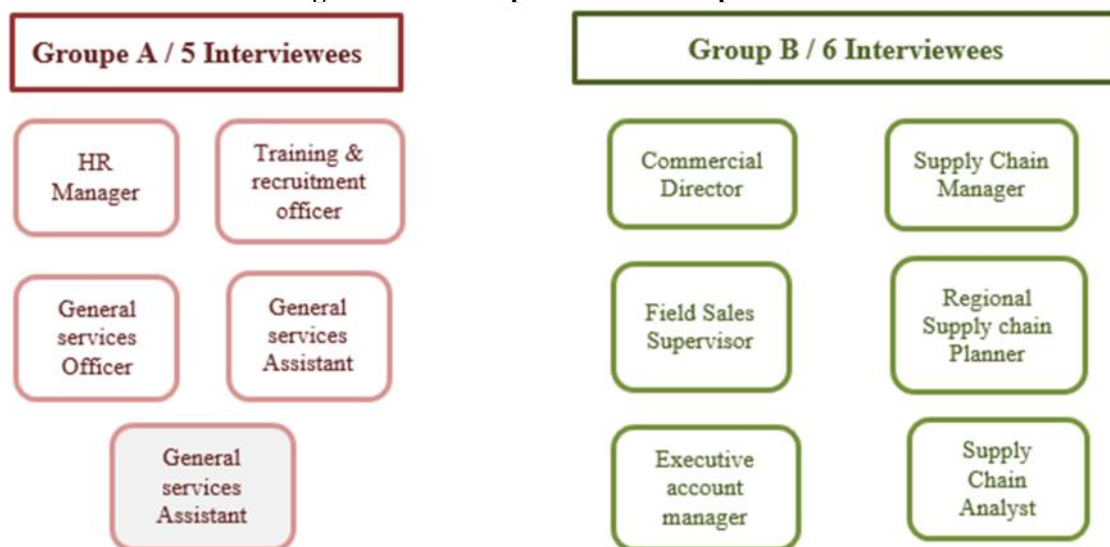 Groupe A / 5 Interviewees
Group B / 6 Interviewees
HR
Manager
Training &
recruitment
officer
Commercial
Director
Supply Chain
Manager
General
services
Officer
General
services
Assistant
Field Sales
Supervisor
Regional
Supply chain
Planner
General
services
Assistant
Executive
account
manager
Supply
Chain
Analyst